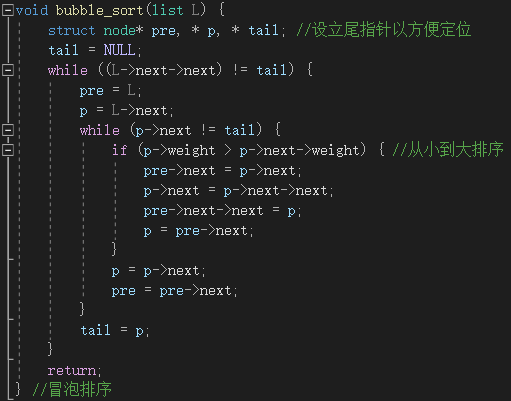 void bubble_sort(list L) {
    struct node* pre, * p, * tail; //设立尾指针以方便定位
    tail = NULL;
    while ((L->next->next) != tail) {
        pre = L;
        p = L->next;
        while (p->next != tail) {
            if (p->weight > p->next->weight) { //从小到大排序
                pre->next = p->next;
                p->next = p->next->next;
                pre->next->next = p;
                p = pre->next;
            }
            p = p->next;
            pre = pre->next;
        }
        tail = p;
    }
    return;
} //冒泡排序